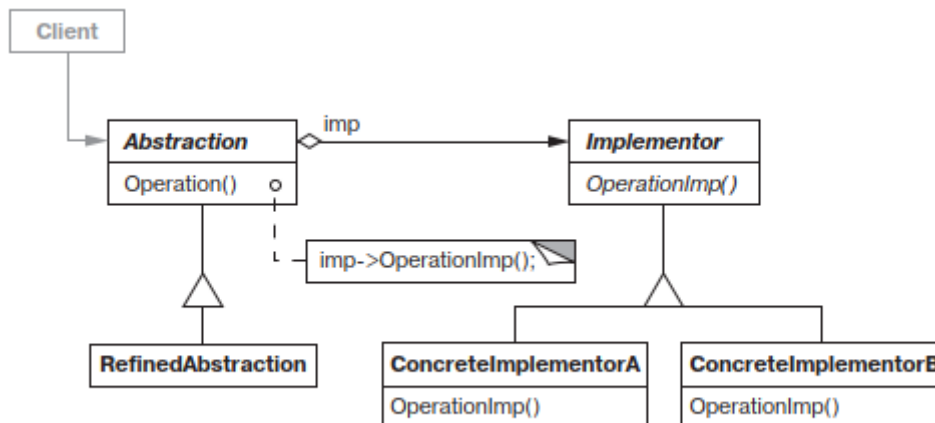 Client
imp
Abstraction
Implementor
Operation()
OperationImp()
imp->OperationImp();
RefinedAbstraction
ConcreteImplementorA
ConcreteImplementorB
OperationImp()
OperationImp()